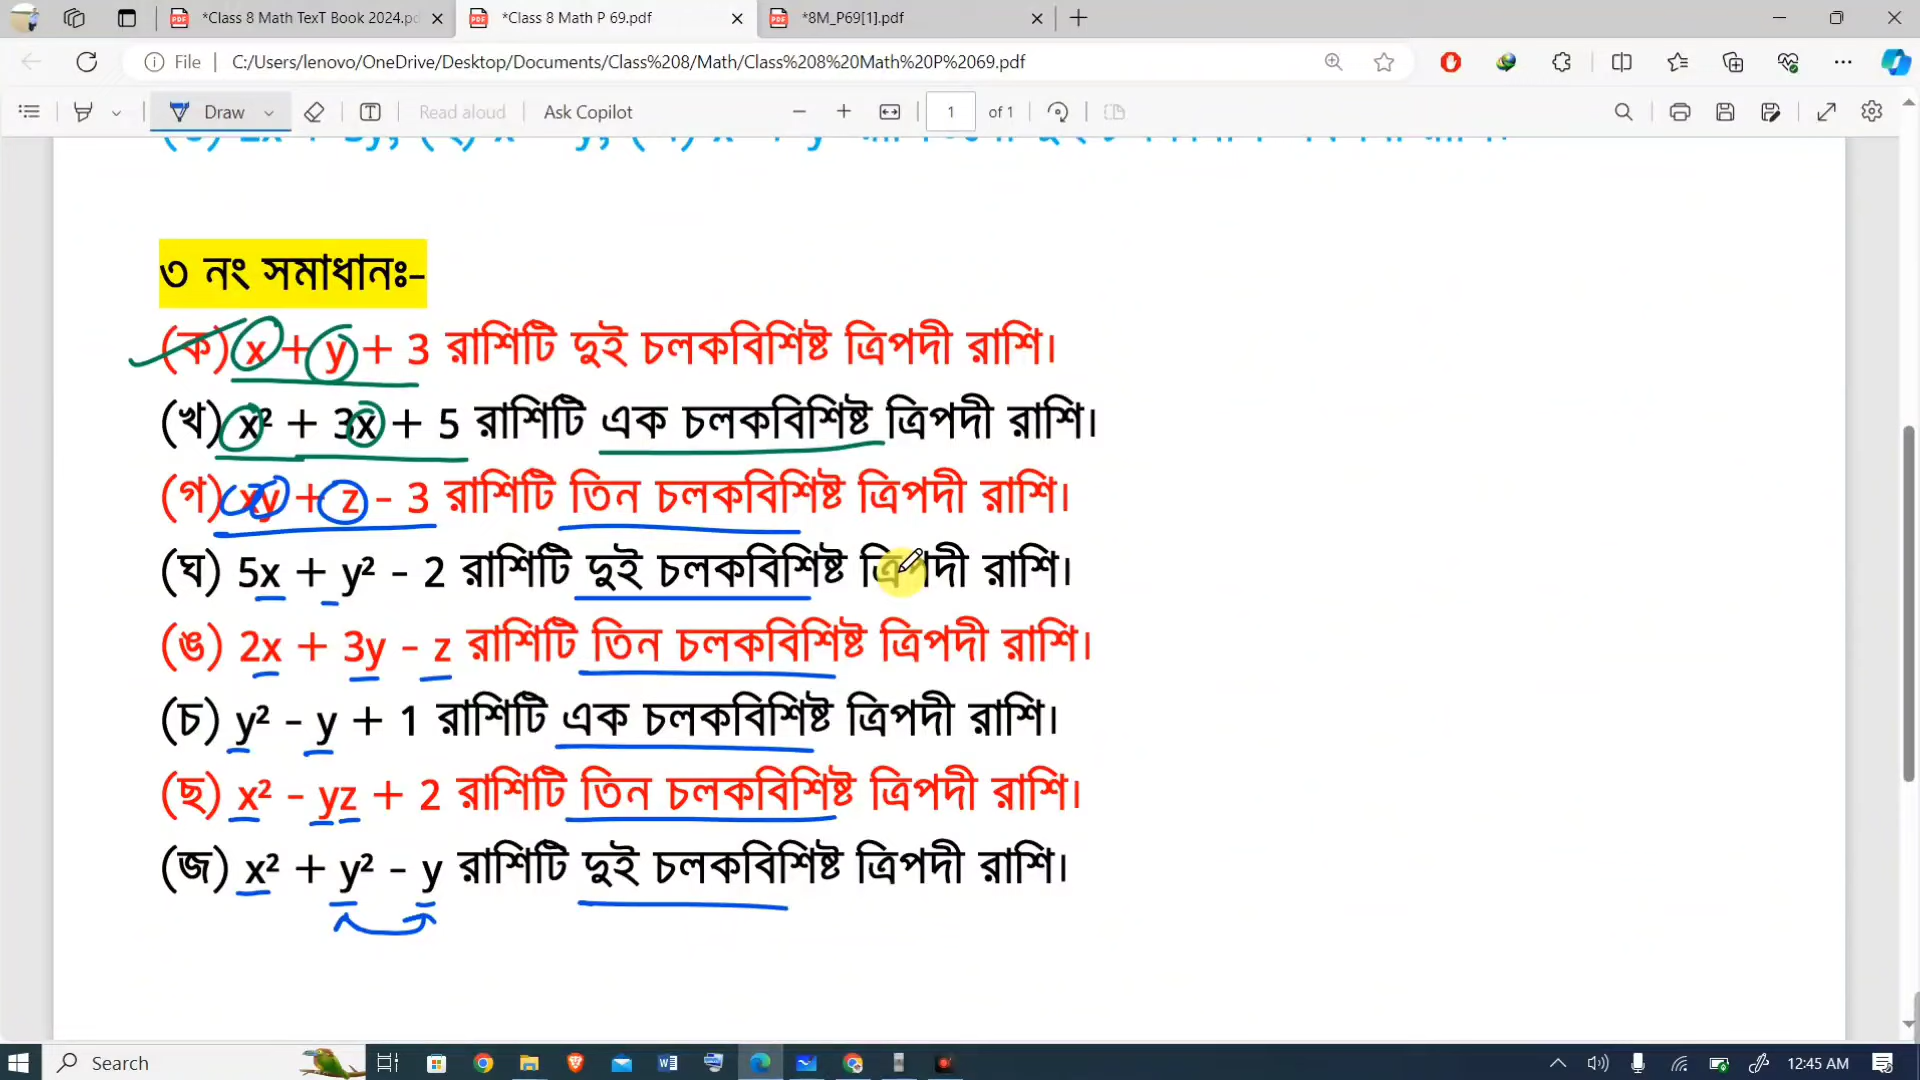 *Class 8 Math TexT Book 2024.pd
*Class 8 Math P 69.pdf
*8M_P69[1].pdf
File C:/Users/lenovo/OneDrive/Desktop/Documents/Class%208/Math/Class%208%20Math%20P%2069.pdf
Draw Read aloud Ask Copilot 1 of 1
৩ নং সমাধানঃ-
(ক) x + y + 3 রাশিটি দুই চলকবিশিষ্ট ত্রিপদী রাশি।
(খ) x² + 3x + 5 রাশিটি এক চলকবিশিষ্ট ত্রিপদী রাশি।
(গ) xy + z - 3 রাশিটি তিন চলকবিশিষ্ট ত্রিপদী রাশি।
(ঘ) 5x + y² - 2 রাশিটি দুই চলকবিশিষ্ট ত্রিপদী রাশি।
(ঙ) 2x + 3y - z রাশিটি তিন চলকবিশিষ্ট ত্রিপদী রাশি।
(চ) y² - y + 1 রাশিটি এক চলকবিশিষ্ট ত্রিপদী রাশি।
(ছ) x² - yz + 2 রাশিটি তিন চলকবিশিষ্ট ত্রিপদী রাশি।
(জ) x² + y² - y রাশিটি দুই চলকবিশিষ্ট ত্রিপদী রাশি।
Search 12:45 AM